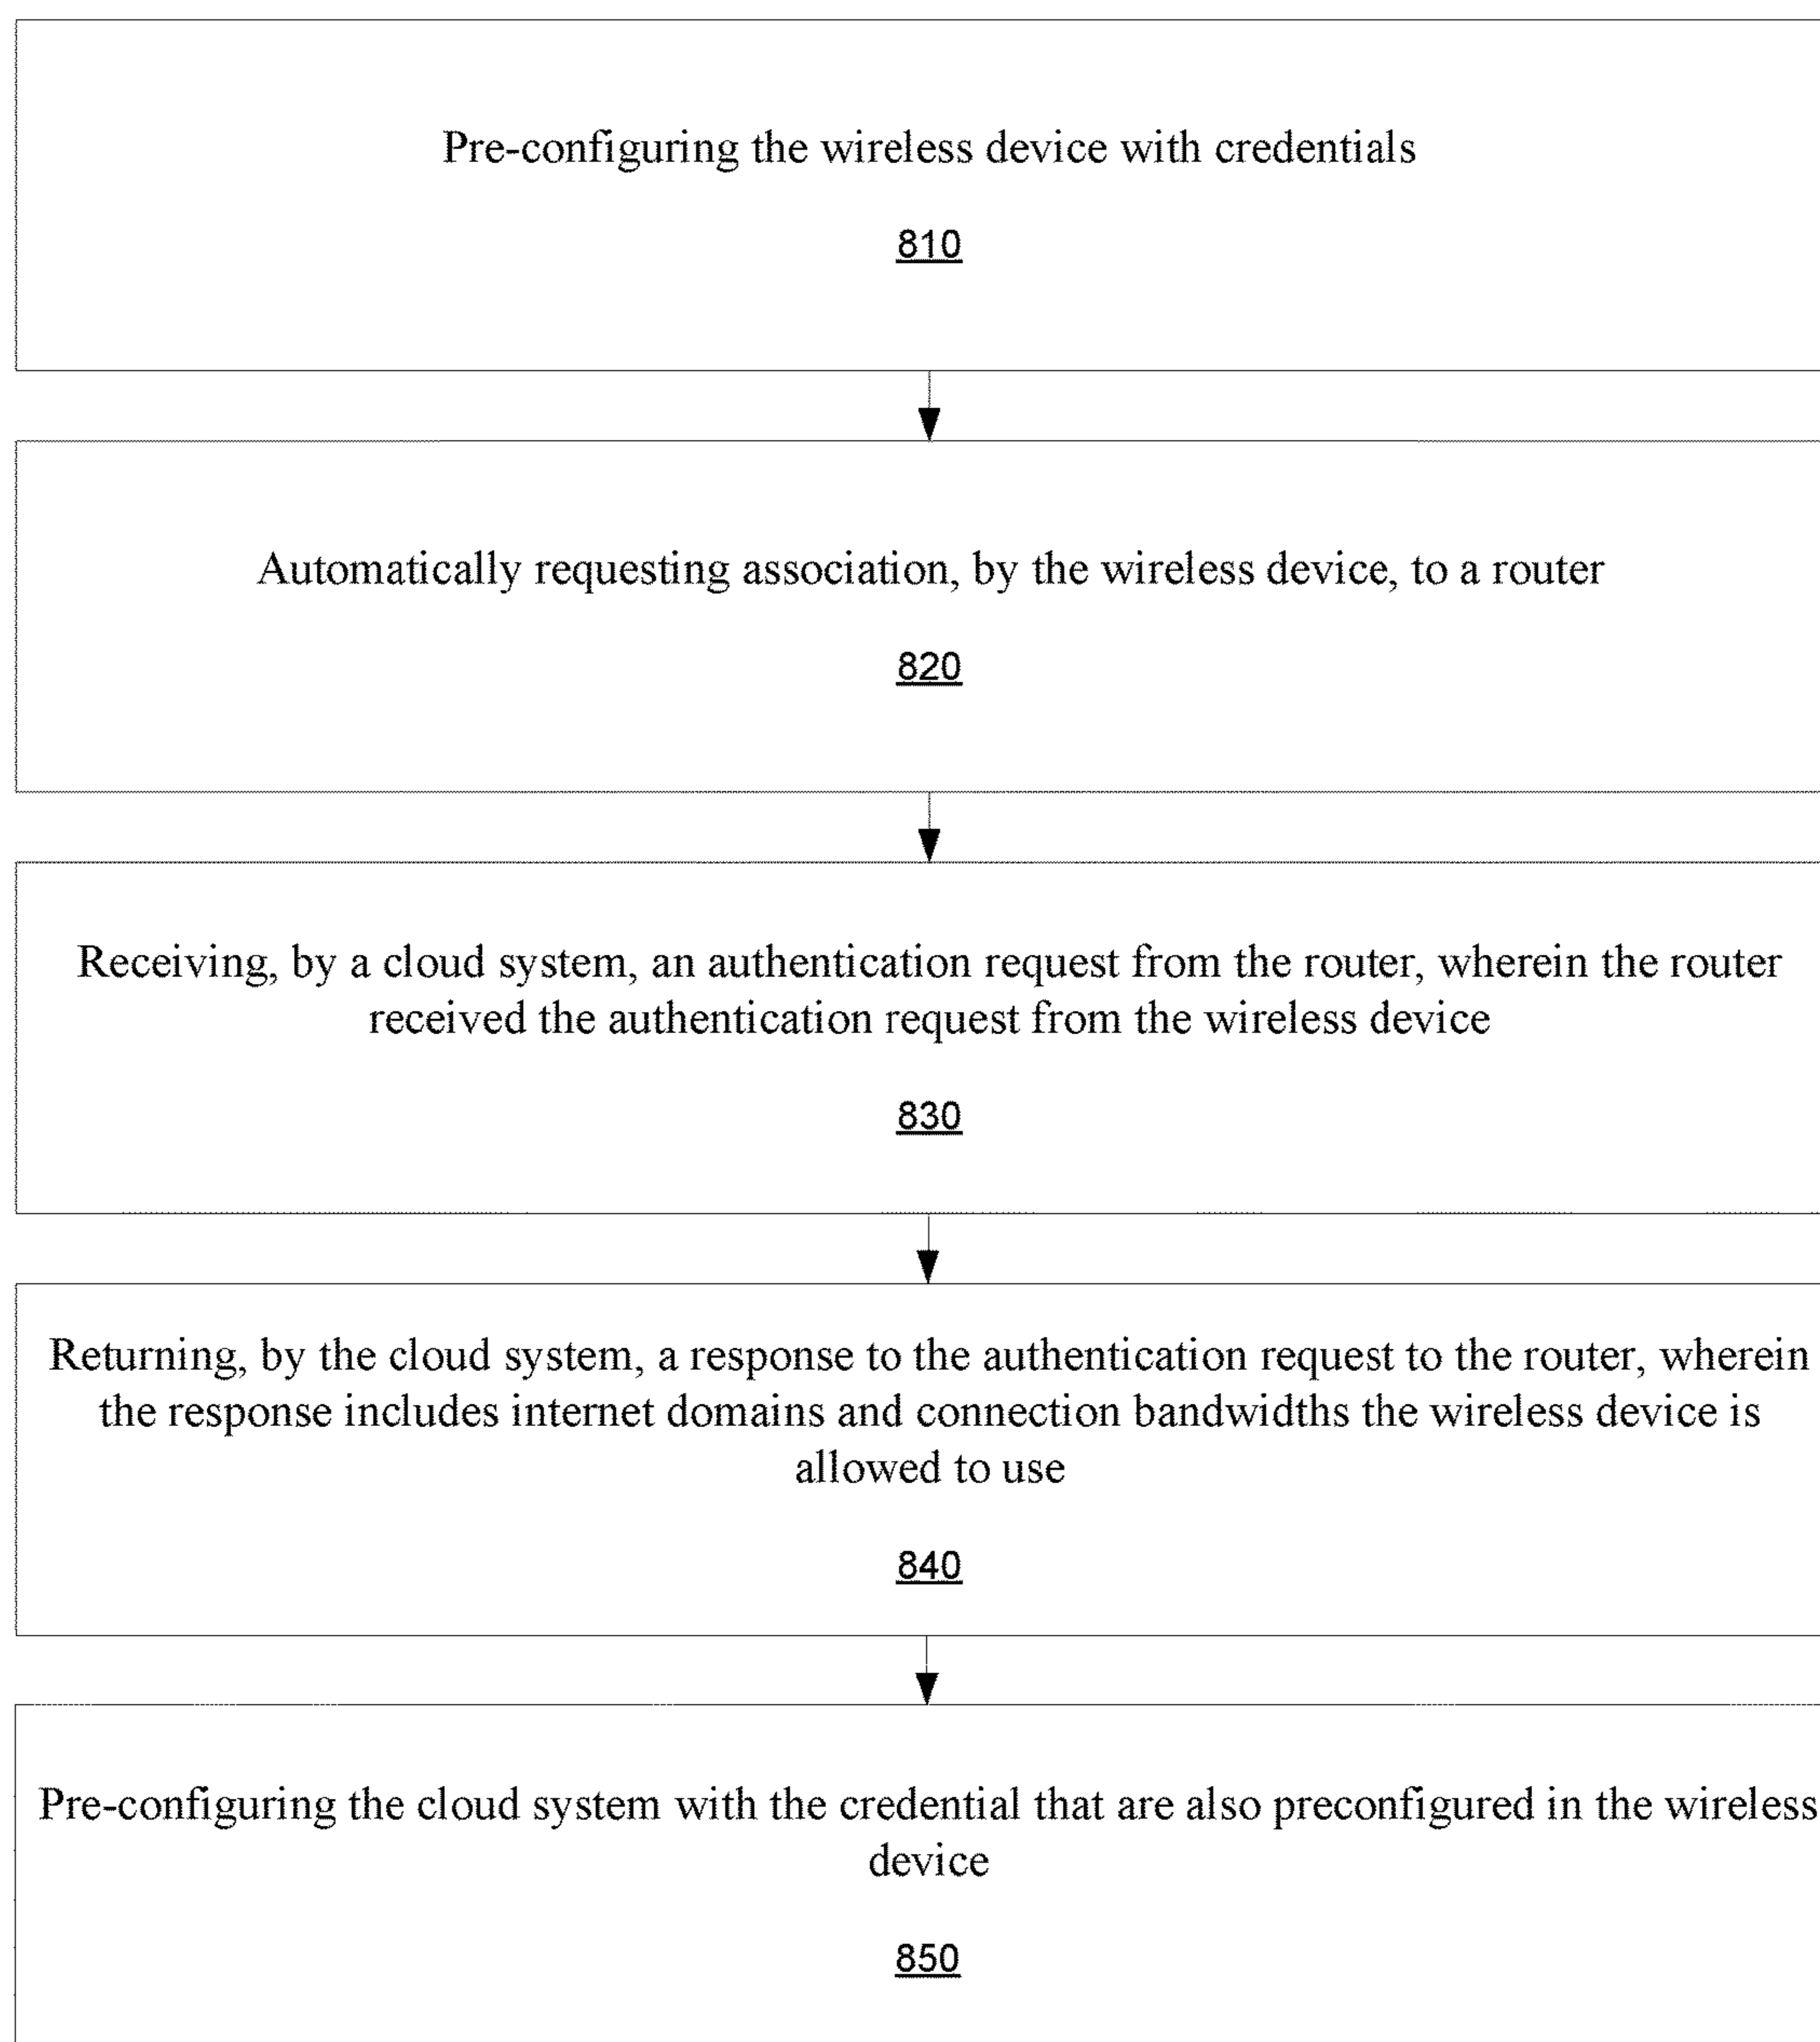 Pre-configuring the wireless device with credentials
810
Automatically requesting association, by the wireless device, to a router
820
Receiving, by a cloud system, an authentication request from the router, wherein the router
received the authentication request from the wireless device
830
Returning, by the cloud system, a response to the authentication request to the router, wherein
the response includes internet domains and connection bandwidths the wireless device is
allowed to use
840
Pre-configuring the cloud system with the credential that are also preconfigured in the wireless
device
850